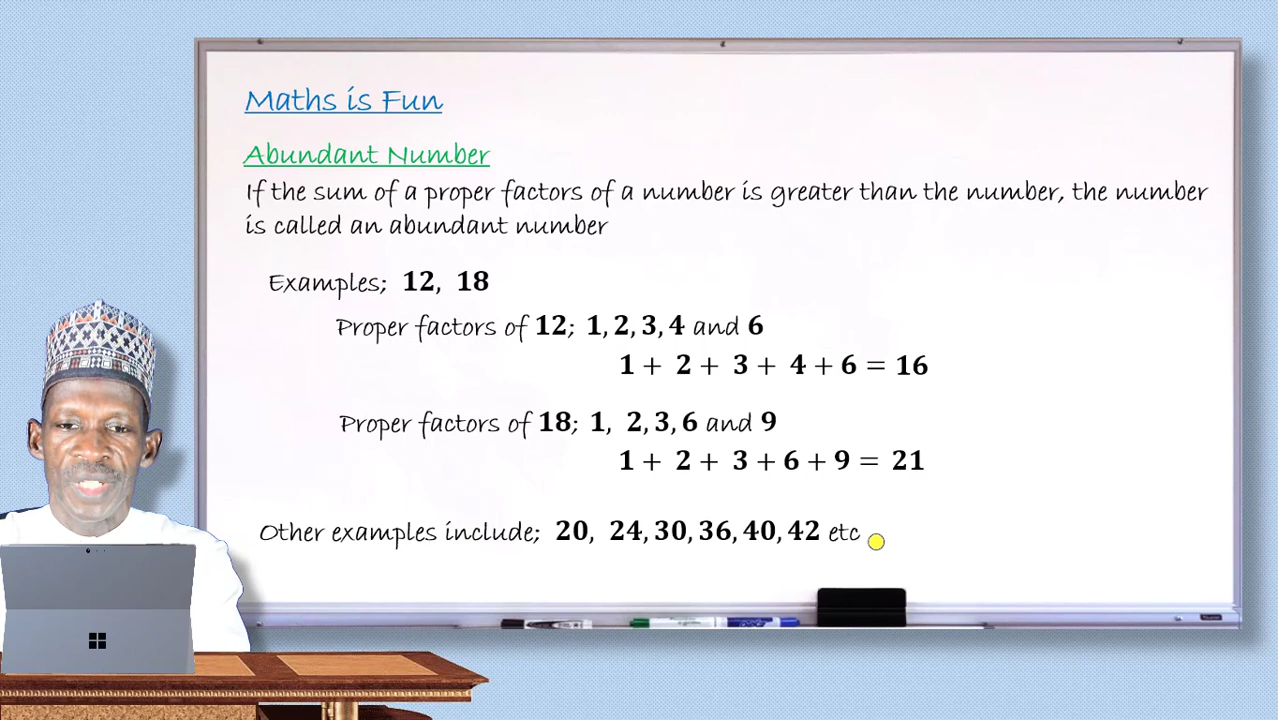 Maths is Fun
Abundant Number
If the sum of a proper factors of a number is greater than the number, the number
is called an abundant number
Examples; 12, 18
Proper factors of 12; 1, 2, 3, 4 and 6
1 + 2 + 3 + 4 + 6 = 16
Proper factors of 18; 1, 2, 3, 6 and 9
1 + 2 + 3 + 6 + 9 = 21
Other examples include; 20, 24, 30, 36, 40, 42 etc